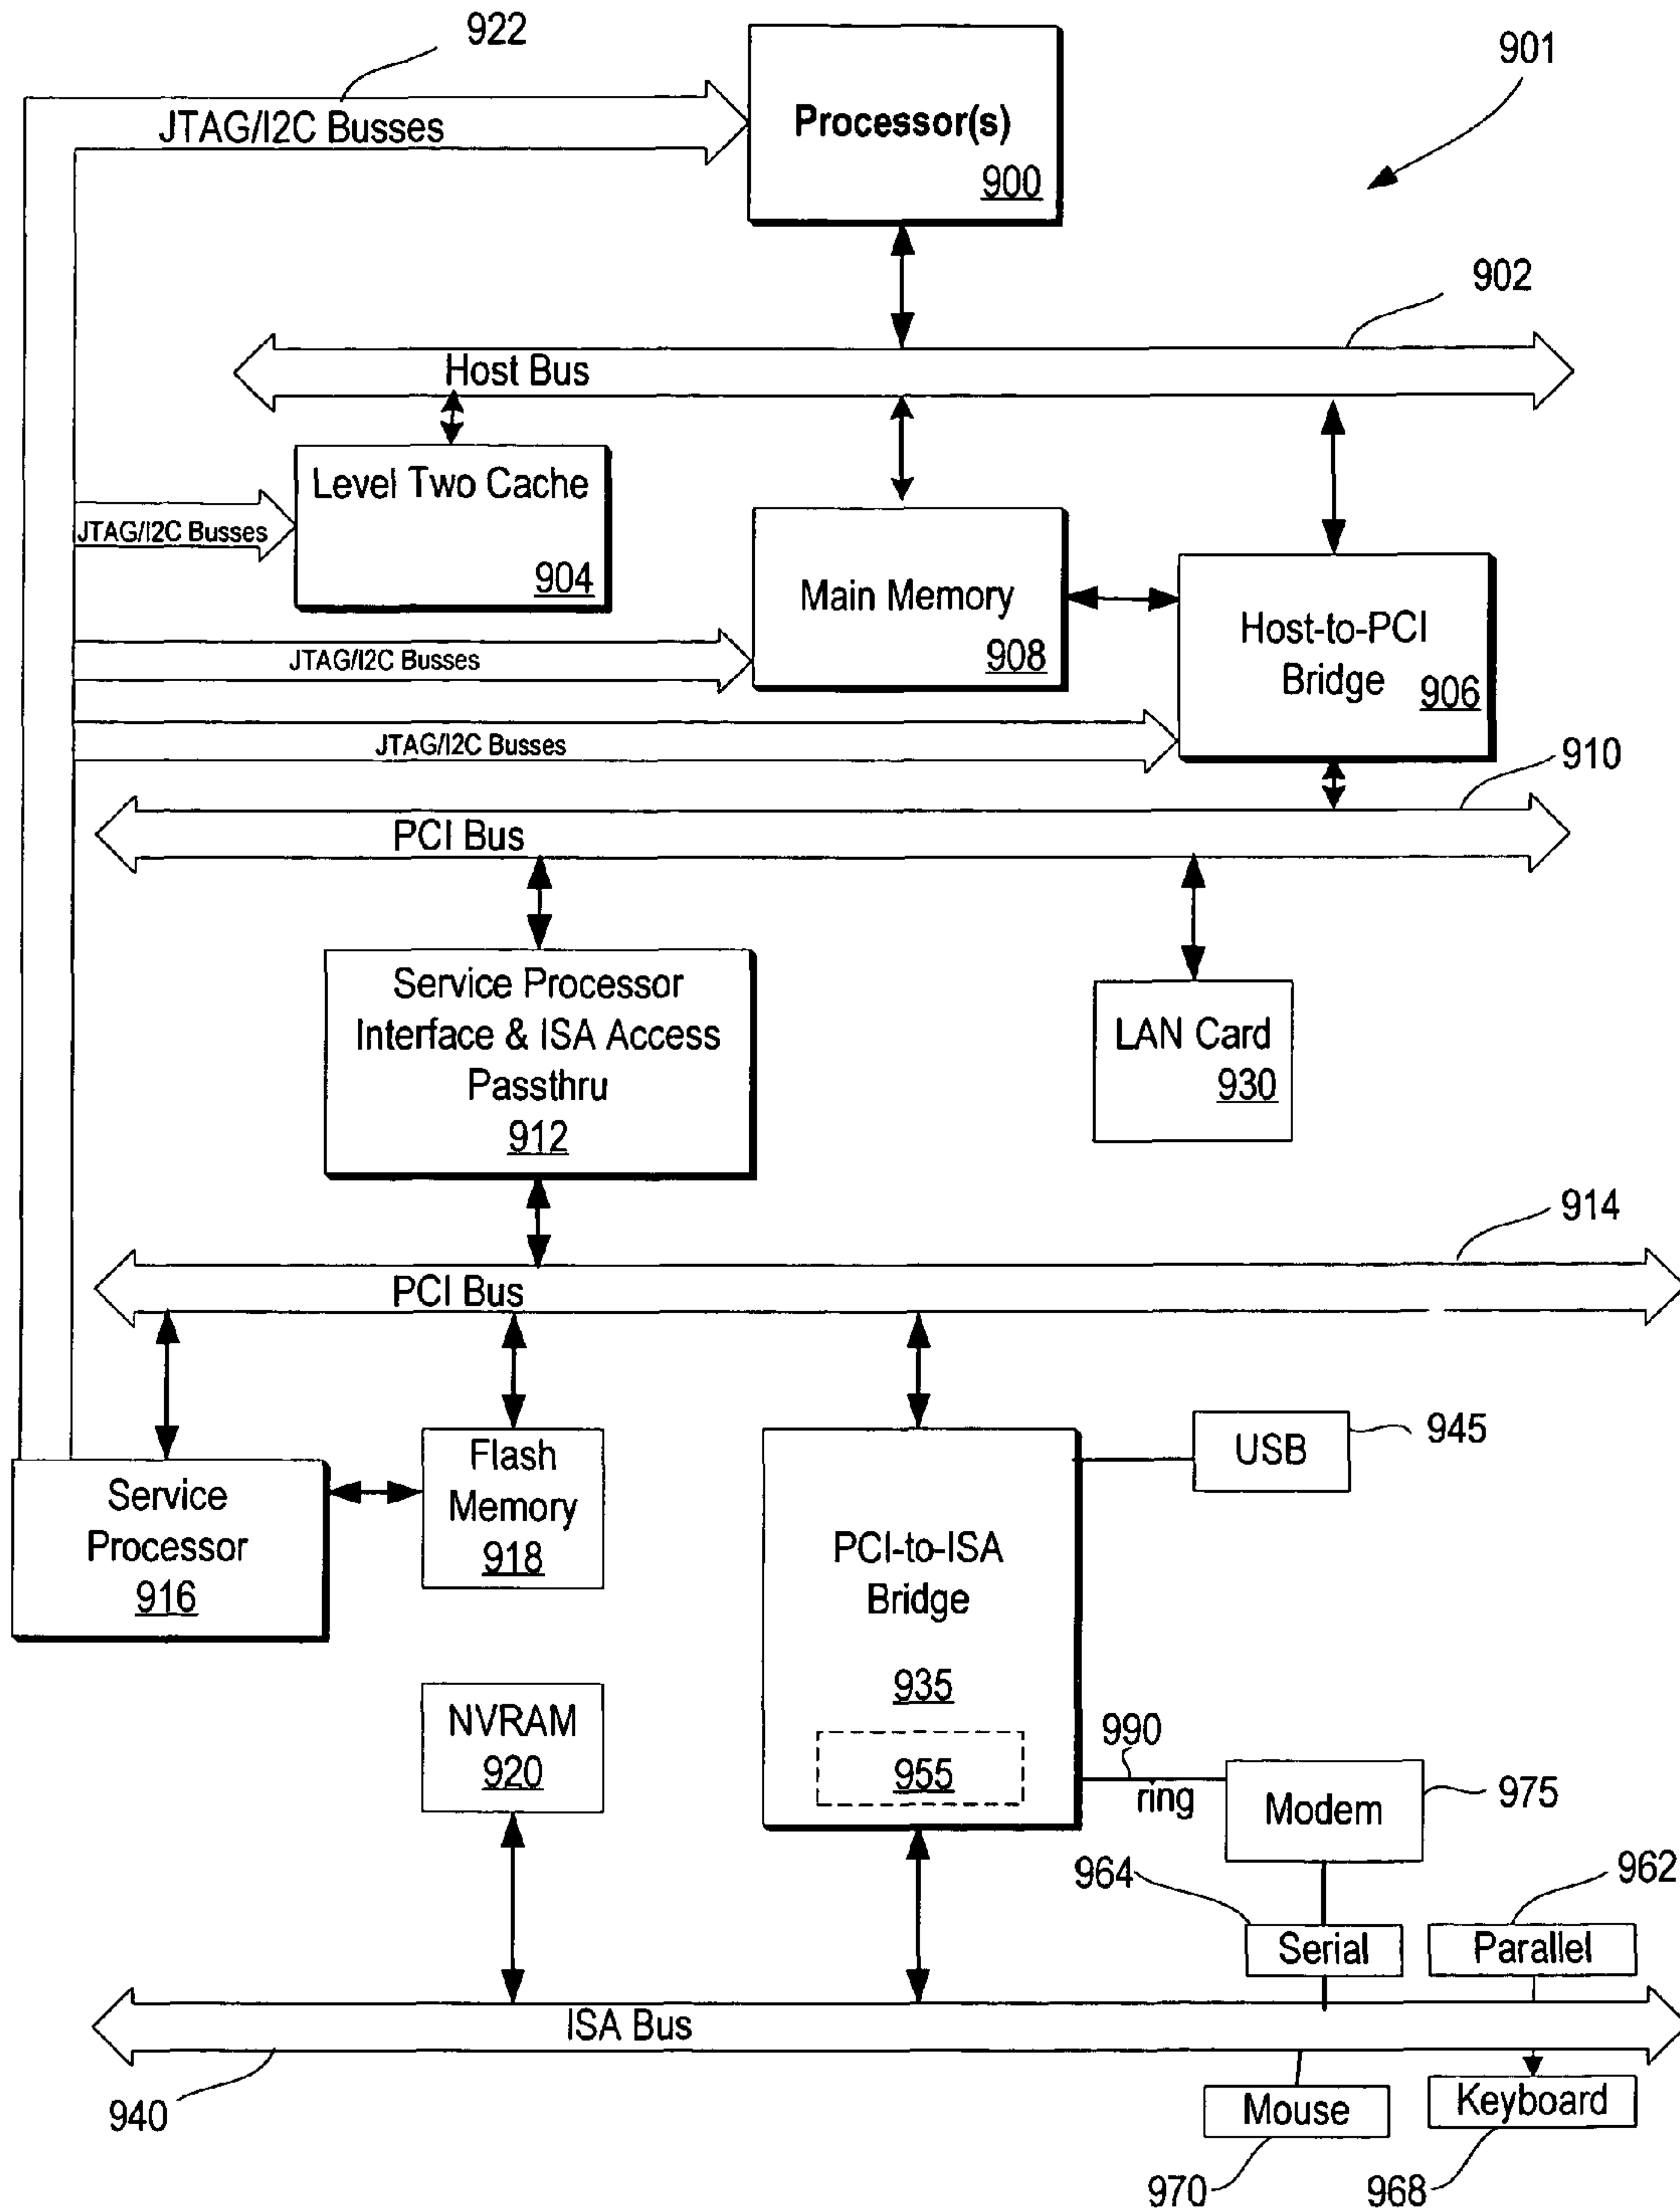 922
901
JTAG/I2C Busses
Processor(s)
900
902
Host Bus
Level Two Cache
904
JTAG/I2C Busses
Main Memory
908
Host-to-PCI
Bridge
906
JTAG/I2C Busses
JTAG/I2C Busses
910
PCI Bus
Service Processor
Interface & ISA Access
Passthru
912
LAN Card
930
914
PCI Bus
USB
945
Service
Processor
916
Flash
Memory
918
PCI-to-ISA
Bridge
935
955
NVRAM
920
990
ring
Modem
975
964
962
Serial
Parallel
ISA Bus
940
Mouse
Keyboard
970
968